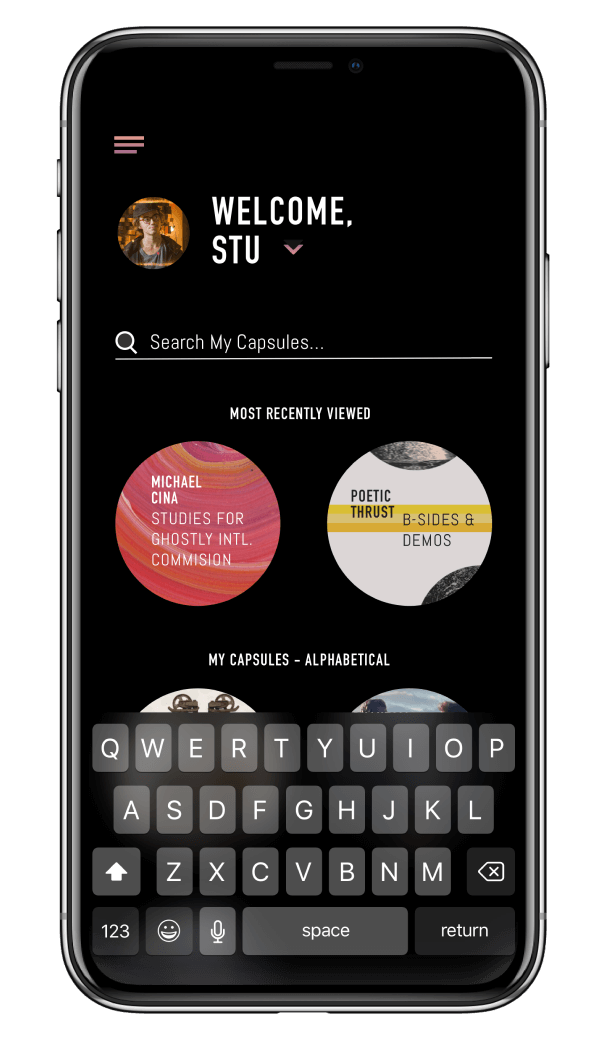 WELCOME,
STU
Search My Capsules...
MOST RECENTLY VIEWED
MICHAEL
CINA
STUDIES FOR
GHOSTLY INTL.
COMMISION
POETIC
THRUST
B-SIDES &
DEMOS
MY CAPSULES - ALPHABETICAL
Q W E R T Y U I O P
A S D F G H J K L
Z X C V B N M
123 space return